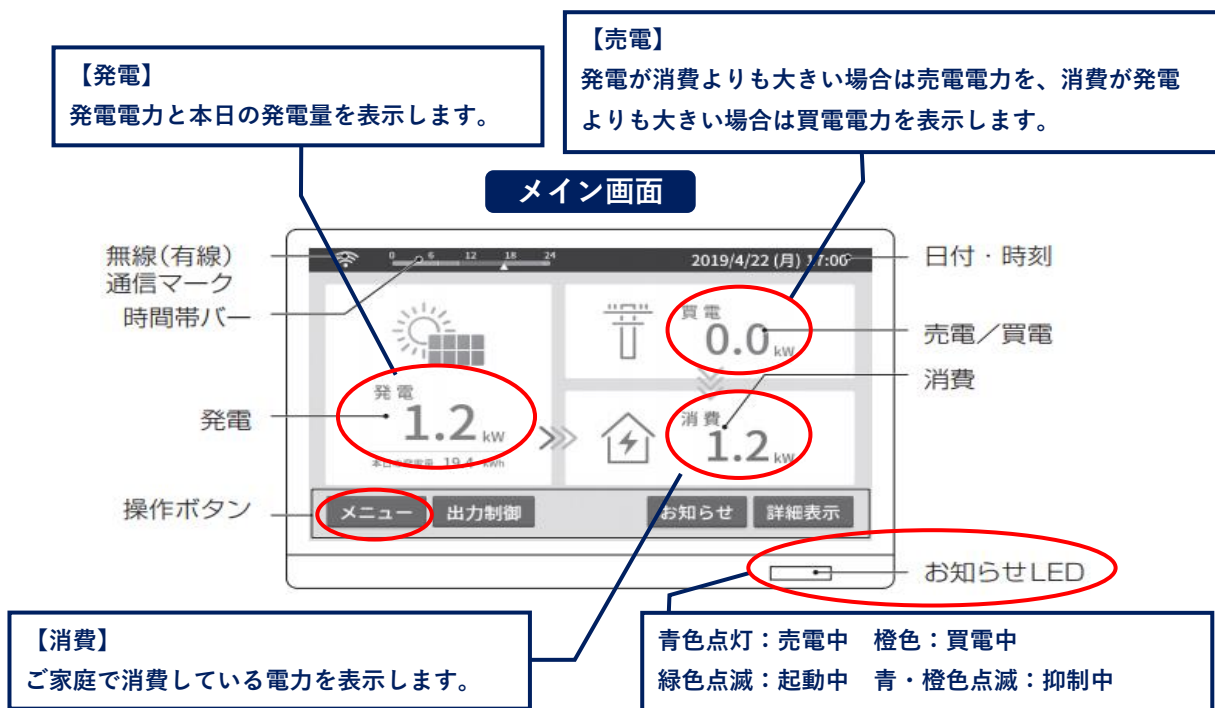 【発電】
発電電力と本日の発電量を表示します。
【売電】
発電が消費よりも大きい場合は売電電力を、消費が発電
よりも大きい場合は買電電力を表示します。
メイン画面
無線(有線)
通信マーク
時間帯バー
発電
操作ボタン
0 6 12 18 24
2019/4/22 (月) 17:00
発電
1.2 kW
本日の発電量 19.4 kWh
買電
0.0 kW
消費
1.2 kW
メニュー
出力制御
お知らせ
詳細表示
日付・時刻
売電／買電
消費
お知らせLED
【消費】
ご家庭で消費している電力を表示します。
青色点灯：売電中　橙色：買電中
緑色点滅：起動中　青・橙色点滅：抑制中